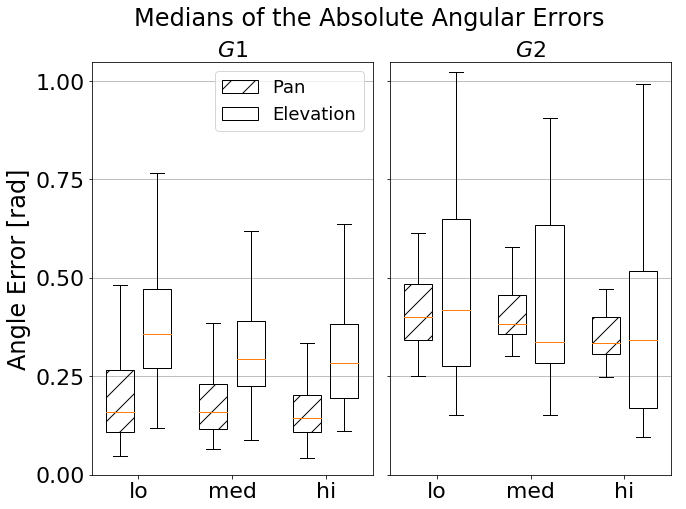 Medians of the Absolute Angular Errors
G1
G2
Pan
Elevation
Angle Error [rad]
1.00
0.75
0.50
0.25
0.00
lo med hi
lo med hi